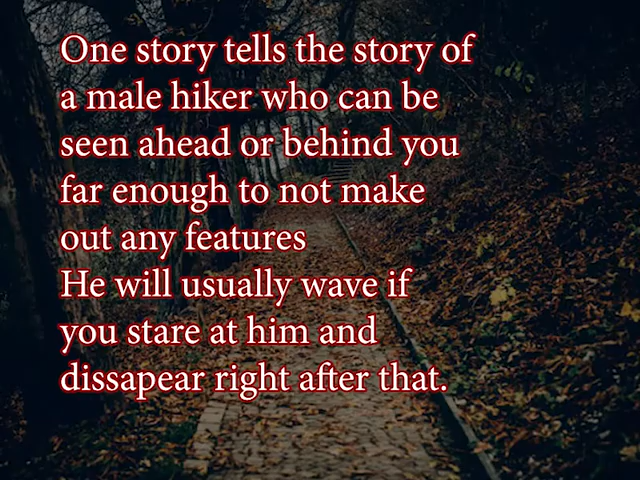 One story tells the story of
a male hiker who can be
seen ahead or behind you
far enough to not make
out any features
He will usually wave if
you stare at him and
dissapear right after that.